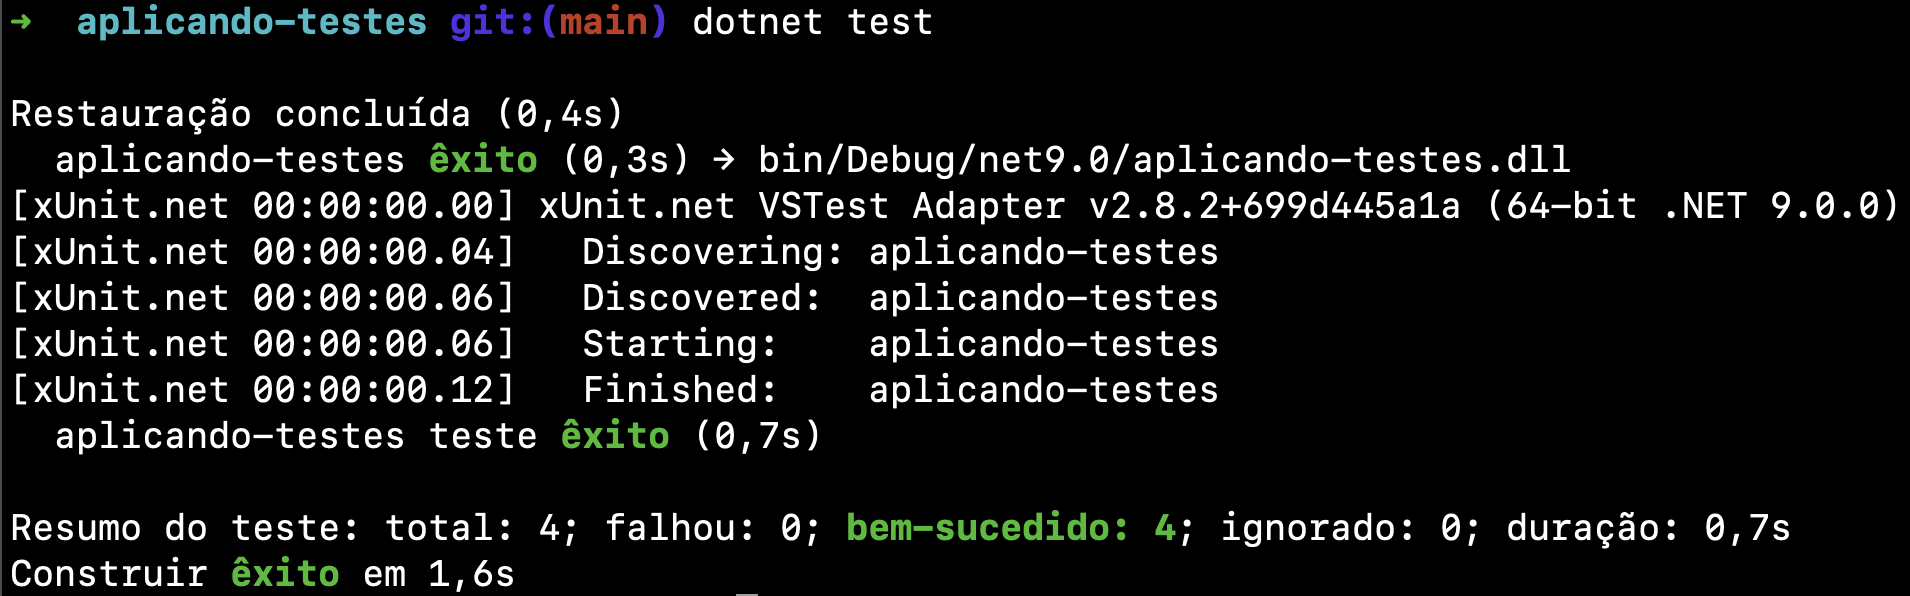 ➜  aplicando-testes git:(main) dotnet test
Restauração concluída (0,4s)
  aplicando-testes êxito (0,3s) → bin/Debug/net9.0/aplicando-testes.dll
[xUnit.net 00:00:00.00] xUnit.net VSTest Adapter v2.8.2+699d445a1a (64-bit .NET 9.0.0)
[xUnit.net 00:00:00.04]   Discovering: aplicando-testes
[xUnit.net 00:00:00.06]   Discovered:  aplicando-testes
[xUnit.net 00:00:00.06]   Starting:    aplicando-testes
[xUnit.net 00:00:00.12]   Finished:    aplicando-testes
  aplicando-testes teste êxito (0,7s)
Resumo do teste: total: 4; falhou: 0; bem-sucedido: 4; ignorado: 0; duração: 0,7s
Construir êxito em 1,6s